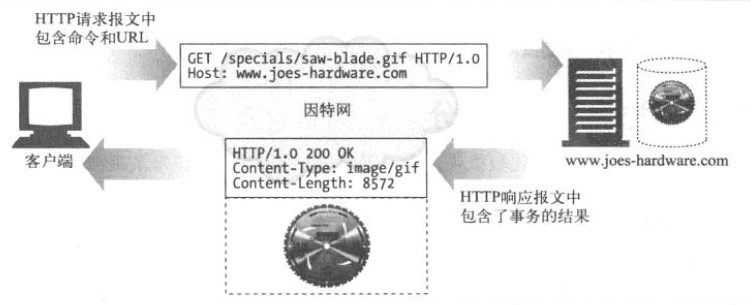 HTTP请求报文中
包含命令和URL
GET /specials/saw-blade.gif HTTP/1.0
Host: www.joes-hardware.com
因特网
客户端
HTTP/1.0 200 OK
Content-Type: image/gif
Content-Length: 8572
www.joes-hardware.com
HTTP响应报文中
包含了事务的结果